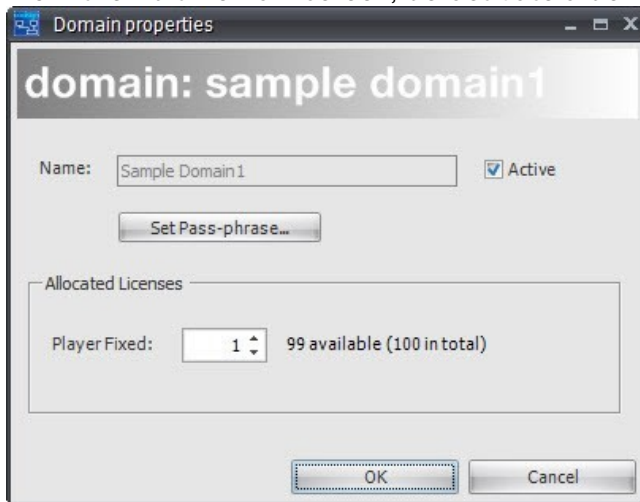 Domain properties
domain: sample domain1
Name: Sample Domain1 Active
Set Pass-phrase...
Allocated Licenses
Player Fixed: 1 99 available (100 in total)
OK Cancel